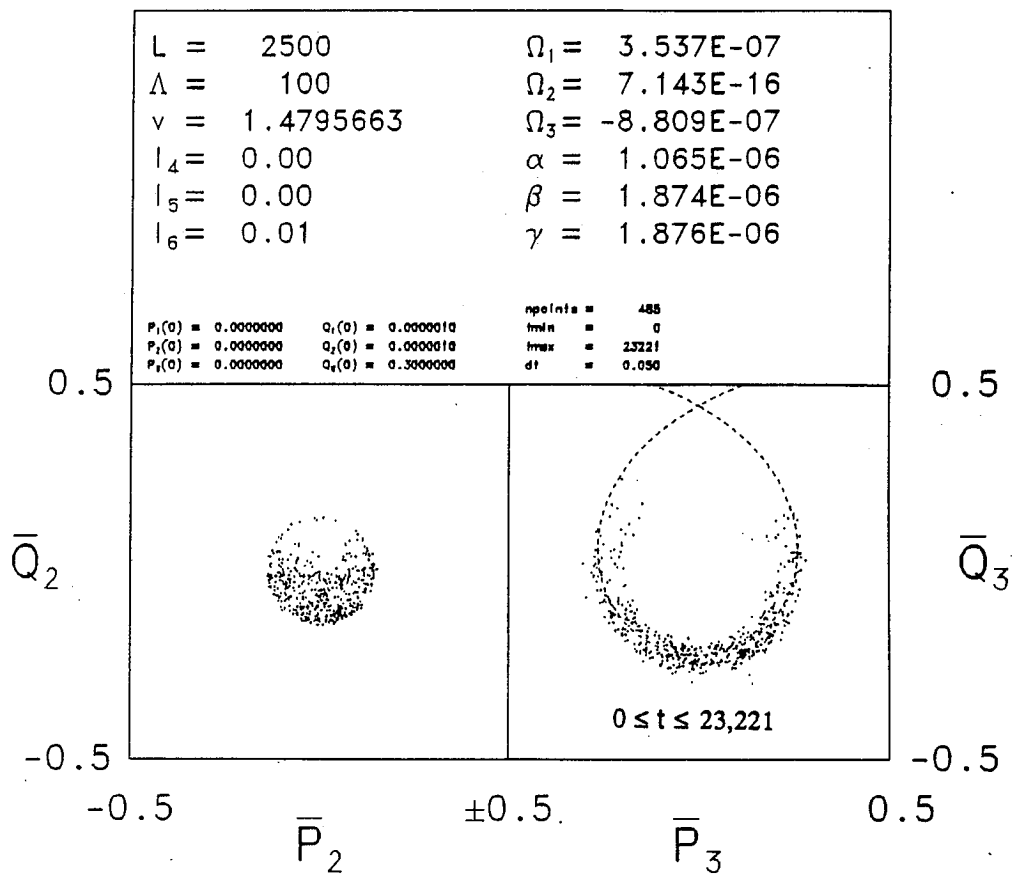 L = 2500 Ω₁= 3.537E-07
Λ = 100 Ω₂= 7.143E-16
v = 1.4795663 Ω₃= -8.809E-07
I₄= 0.00 α = 1.065E-06
I₅= 0.00 β = 1.874E-06
I₆= 0.01 γ = 1.876E-06
npoints = 485
P₁(0) = 0.0000000 Q₁(0) = 0.0000010 tmin = 0
P₂(0) = 0.0000000 Q₂(0) = 0.0000010 tmax = 23221
(0) = 0.0000000 (0) = 0.3000000 dt = 0.050
0.5 0.5
Q̅₂ Q̅₃
0 ≤ t ≤ 23,221
-0.5 -0.5
-0.5 ±0.5 0.5
P̅₂ P̅₃